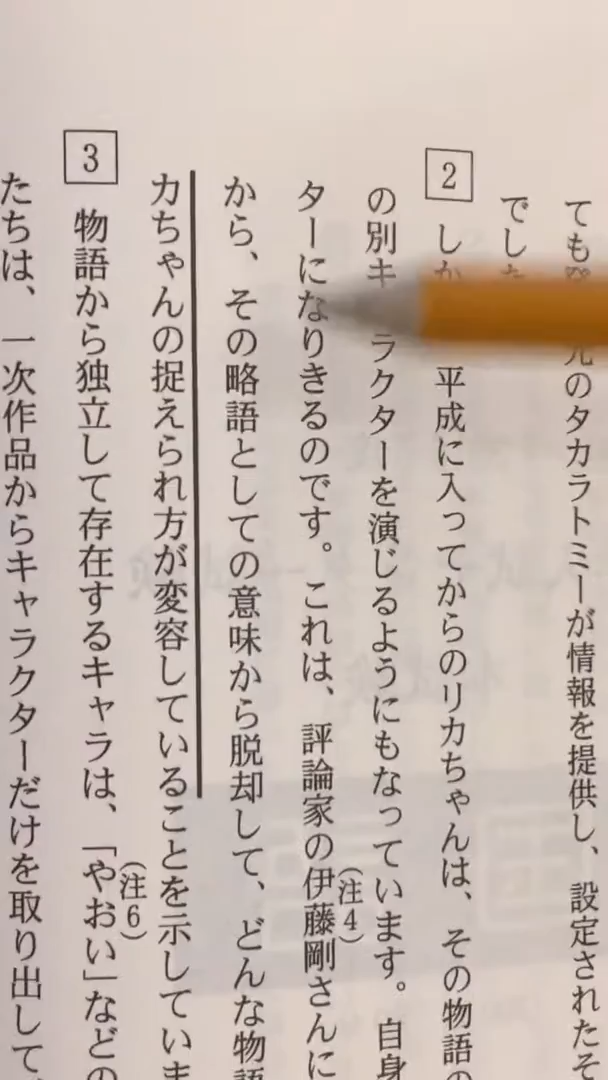 ても 元のタカラトミーが情報を提供し、設定されたそ
でした
2
しか 平成に入ってからのリカちゃんは、その物語の
の別キ ラクターを演じるようにもなっています。自身
(注4)
ターになりきるのです。これは、評論家の伊藤剛さんに
から、その略語としての意味から脱却して、どんな物語
カちゃんの捉えられ方が変容していることを示していま
(注6)
3
物語から独立して存在するキャラは、「やおい」などの
たちは、一次作品からキャラクターだけを取り出して